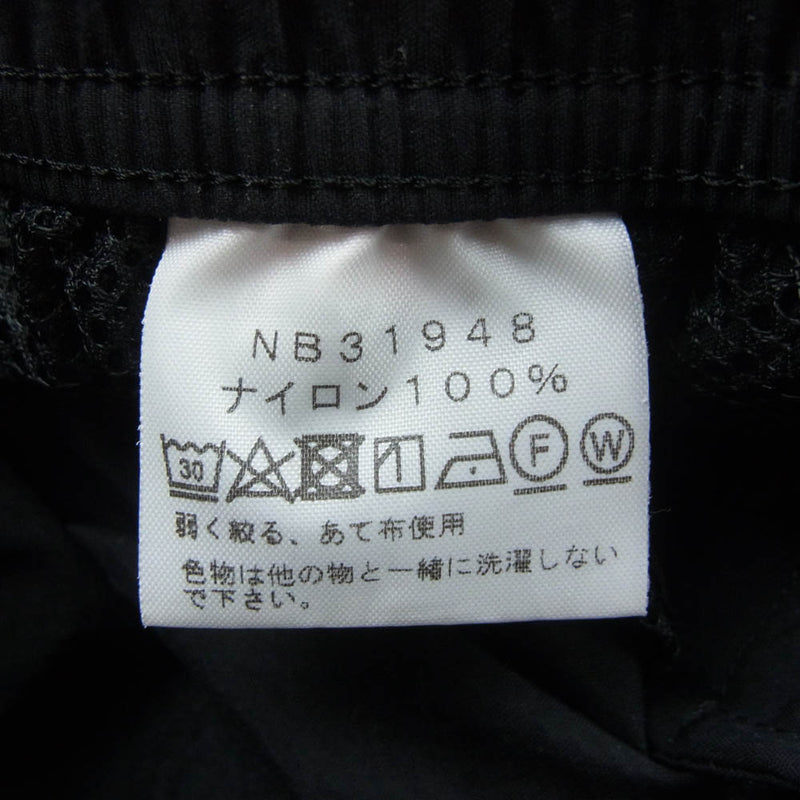 NB31948
ナイロン100%
30 F W
弱く絞る、あて布使用
色物は他の物と一緒に洗濯しない
で下さい。